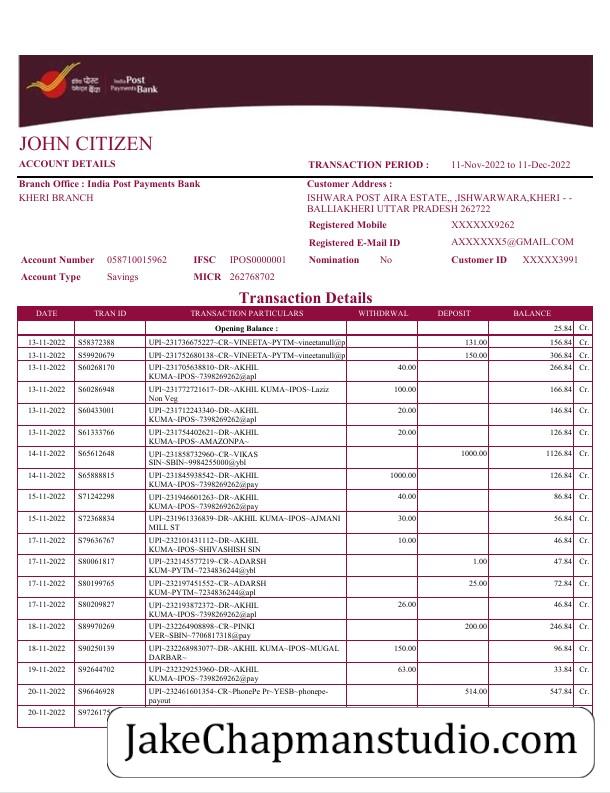 इंडिया पोस्ट पेमेंट्स बैंक
India Post
Payments Bank
JOHN CITIZEN
ACCOUNT DETAILS TRANSACTION PERIOD : 11-Nov-2022 to 11-Dec-2022
Branch Office : India Post Payments Bank Customer Address :
KHERI BRANCH ISHWARA POST AIRA ESTATE,, ,ISHWARWARA,KHERI - -
BALLIAKHERI UTTAR PRADESH 262722
Registered Mobile XXXXXX9262
Registered E-Mail ID AXXXXXX5@GMAIL.COM
Account Number 058710015962 IFSC IPOS0000001 Nomination No Customer ID XXXXX3991
Account Type Savings MICR 262768702
Transaction Details
DATE TRAN ID TRANSACTION PARTICULARS WITHDRWAL DEPOSIT BALANCE
Opening Balance : 25.84 Cr.
13-11-2022 S58372388 UPI~231736675227~CR~VINEETA~PYTM~vineetanull@p 131.00 156.84 Cr.
13-11-2022 S59920679 UPI~231752680138~CR~VINEETA~PYTM~vineetanull@p 150.00 306.84 Cr.
13-11-2022 S60268170 UPI~231705638810~DR~AKHIL 40.00 266.84 Cr.
KUMA~IPOS~7398269262@apl
13-11-2022 S60286948 UPI~231772721617~DR~AKHIL KUMA~IPOS~Laziz 100.00 166.84 Cr.
Non Veg
13-11-2022 S60433001 UPI~231712243340~DR~AKHIL 20.00 146.84 Cr.
KUMA~IPOS~7398269262@apl
13-11-2022 S61333766 UPI~231754402621~DR~AKHIL 20.00 126.84 Cr.
KUMA~IPOS~AMAZONPA~
14-11-2022 S65612648 UPI~231858732960~CR~VIKAS 1000.00 1126.84 Cr.
SIN~SBIN~9984255000@ybl
14-11-2022 S65888815 UPI~231845938542~DR~AKHIL 1000.00 126.84 Cr.
KUMA~IPOS~7398269262@pay
15-11-2022 S71242298 UPI~231946601263~DR~AKHIL 40.00 86.84 Cr.
KUMA~IPOS~7398269262@pay
15-11-2022 S72368834 UPI~231961336839~DR~AKHIL KUMA~IPOS~AJMANI 30.00 56.84 Cr.
MILL ST
17-11-2022 S79636767 UPI~232101431112~DR~AKHIL 10.00 46.84 Cr.
KUMA~IPOS~SHIVASHISH SIN
17-11-2022 S80061817 UPI~232145577219~CR~ADARSH 1.00 47.84 Cr.
KUM~PYTM~7234836244@ybl
17-11-2022 S80199765 UPI~232197451552~CR~ADARSH 25.00 72.84 Cr.
KUM~PYTM~7234836244@apl
17-11-2022 S80209827 UPI~232193872372~DR~AKHIL 26.00 46.84 Cr.
KUMA~IPOS~7398269262@apl
18-11-2022 S89970269 UPI~232264908898~CR~PINKI 200.00 246.84 Cr.
VER~SBIN~7706817318@pay
18-11-2022 S90250139 UPI~232268983077~DR~AKHIL KUMA~IPOS~MUGAL 150.00 96.84 Cr.
DARBAR~
19-11-2022 S92644702 UPI~232329253960~DR~AKHIL 63.00 33.84 Cr.
KUMA~IPOS~7398269262@pay
20-11-2022 S96646928 UPI~232461601354~CR~PhonePe Pr~YESB~phonepe- 514.00 547.84 Cr.
payout
20-11-2022
JakeChapmanstudio.com